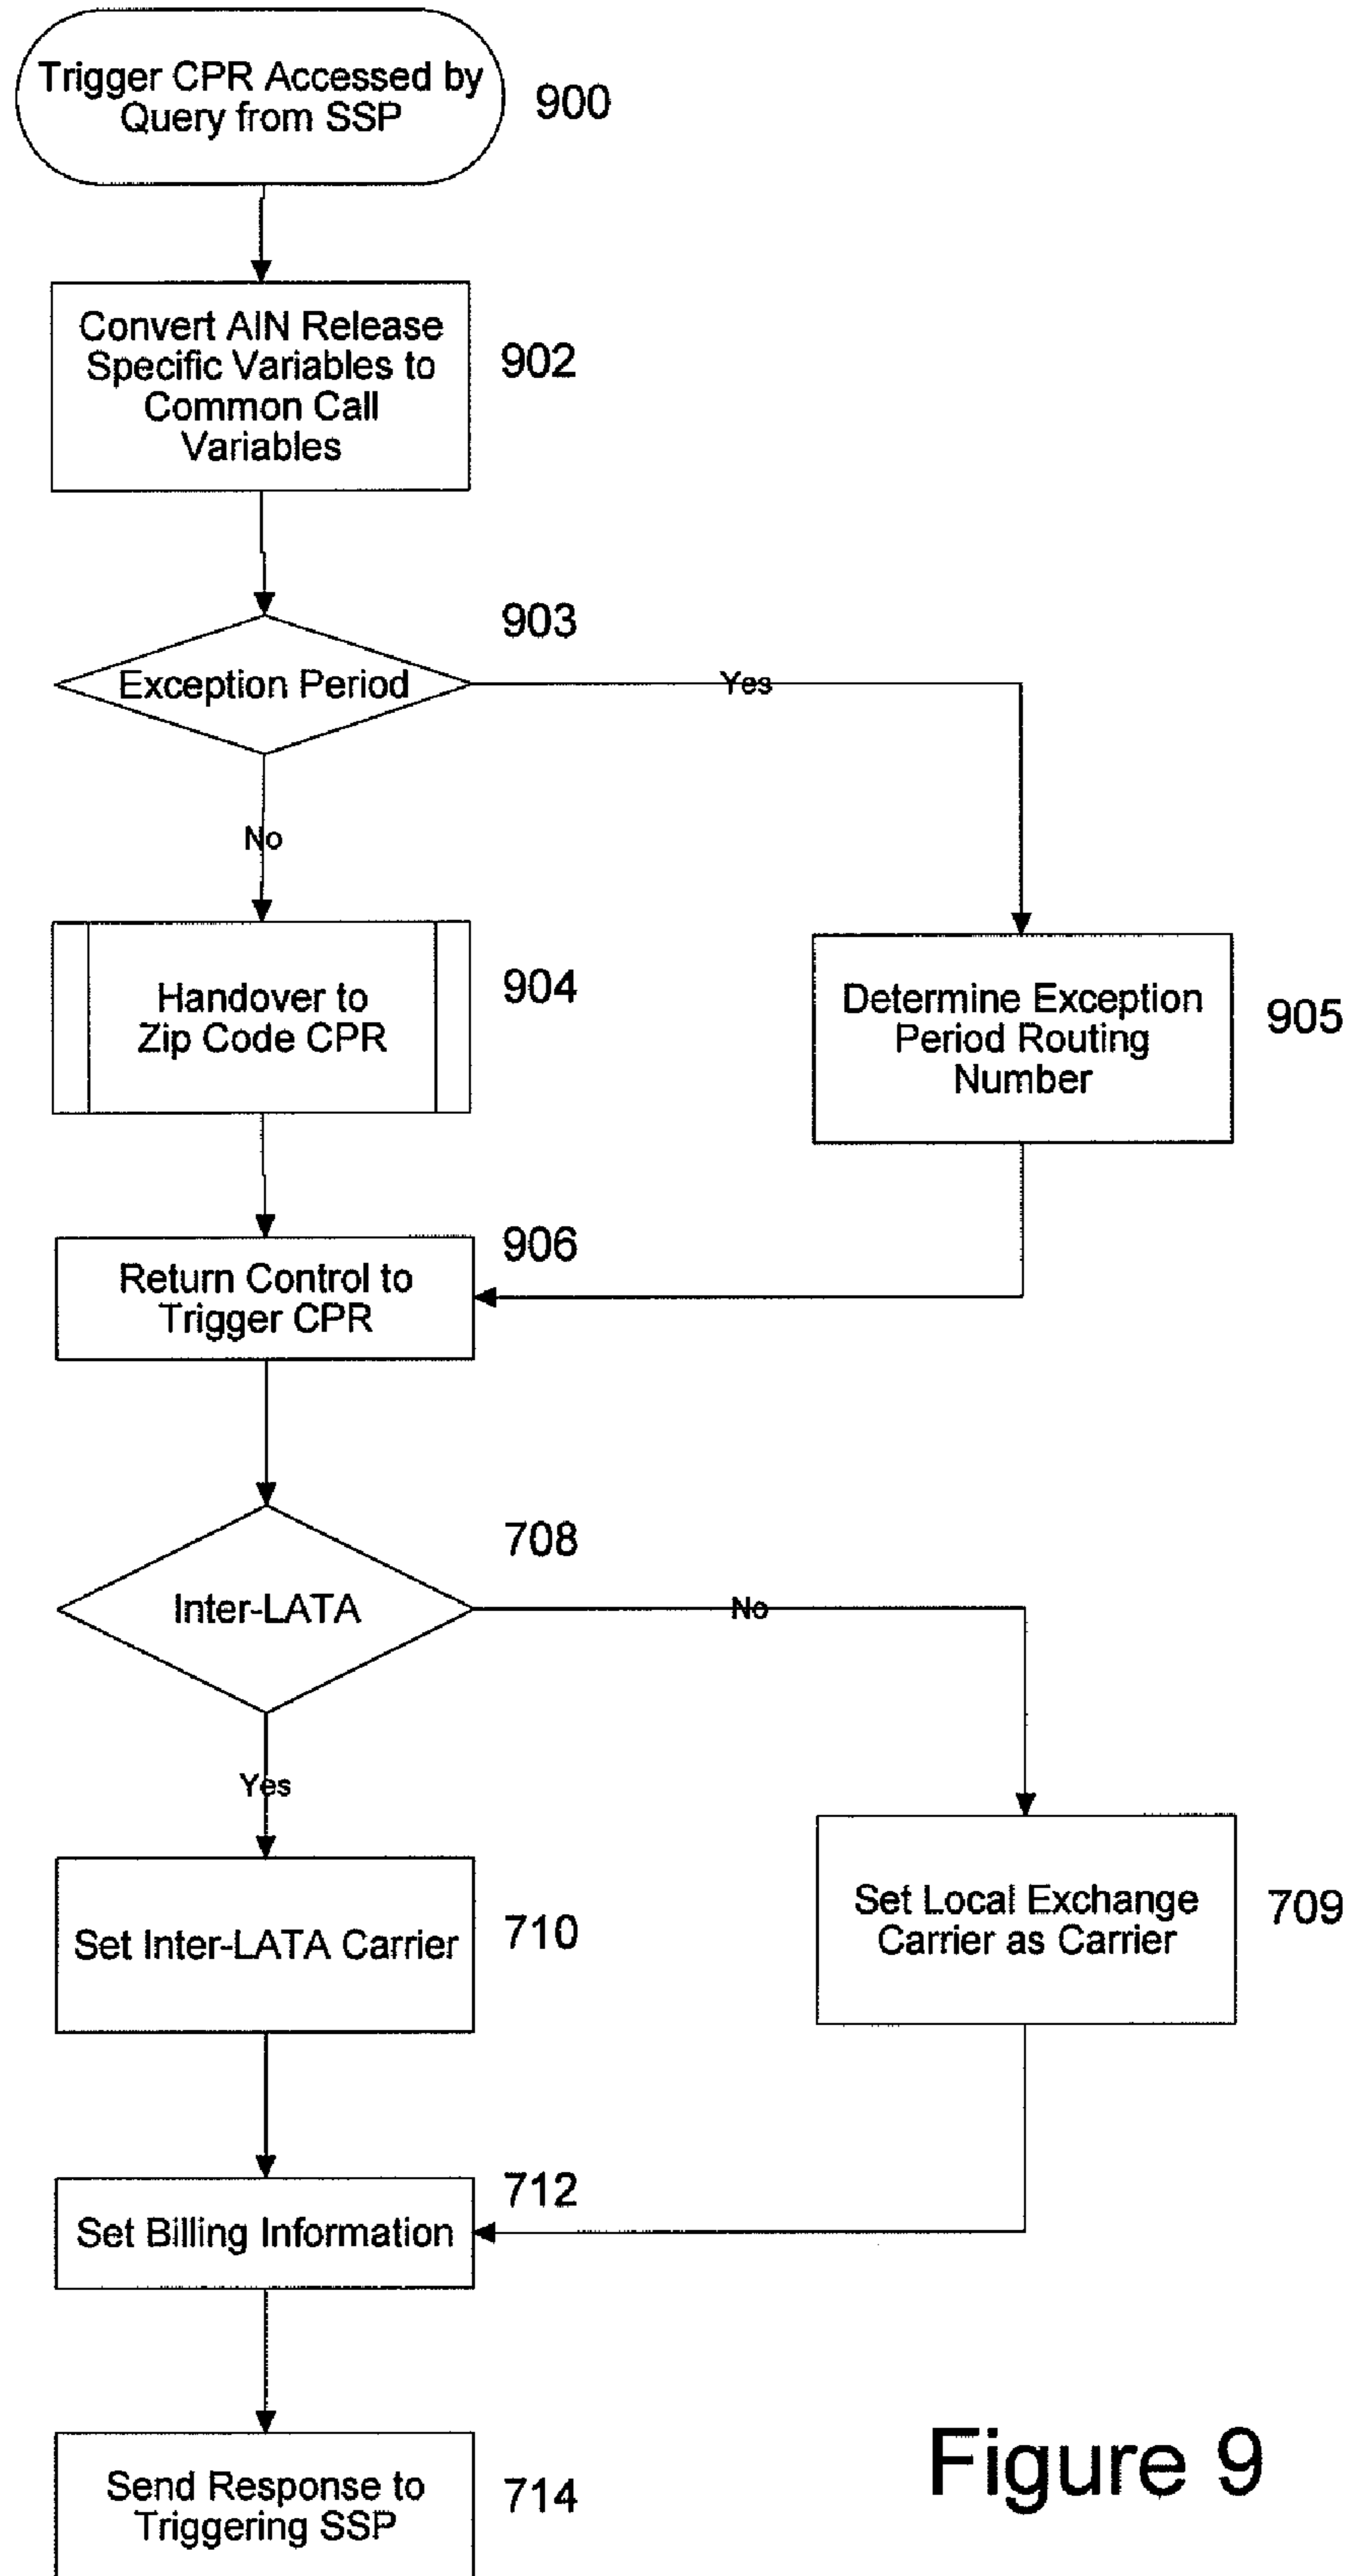 Trigger CPR Accessed by
Query from SSP
900
Convert AIN Release
Specific Variables to
Common Call
Variables
902
903
Exception Period
Yes
No
Handover to
Zip Code CPR
904
Determine Exception
Period Routing
Number
905
906
Return Control to
Trigger CPR
708
Inter-LATA
No
Yes
Set Inter-LATA Carrier
710
Set Local Exchange
Carrier as Carrier
709
712
Set Billing Information
Send Response to
Triggering SSP
714
Figure 9